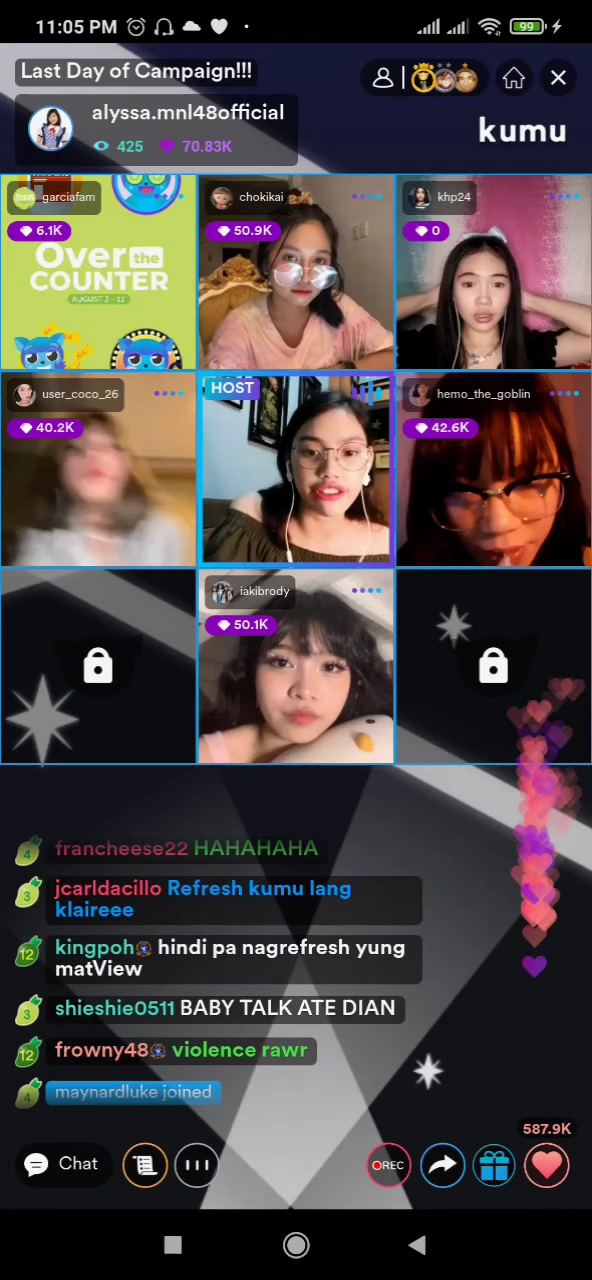 11:05 PM
99
Last Day of Campaign!!!
alyssa.mnl48official
425
70.83K
kumu
garciafam
6.1K
Over the
COUNTER
AUGUST 2 - 11
chokikai
50.9K
khp24
0
user_coco_26
40.2K
HOST
hemo_the_goblin
42.6K
iakibrody
50.1K
4 francheese22 HAHAHAHA
3 jcarldacillo Refresh kumu lang
klaireee
12 kingpoh hindi pa nagrefresh yung
matView
3 shieshie0511 BABY TALK ATE DIAN
12 frowny48 violence rawr
4 maynardluke joined
587.9K
Chat
REC